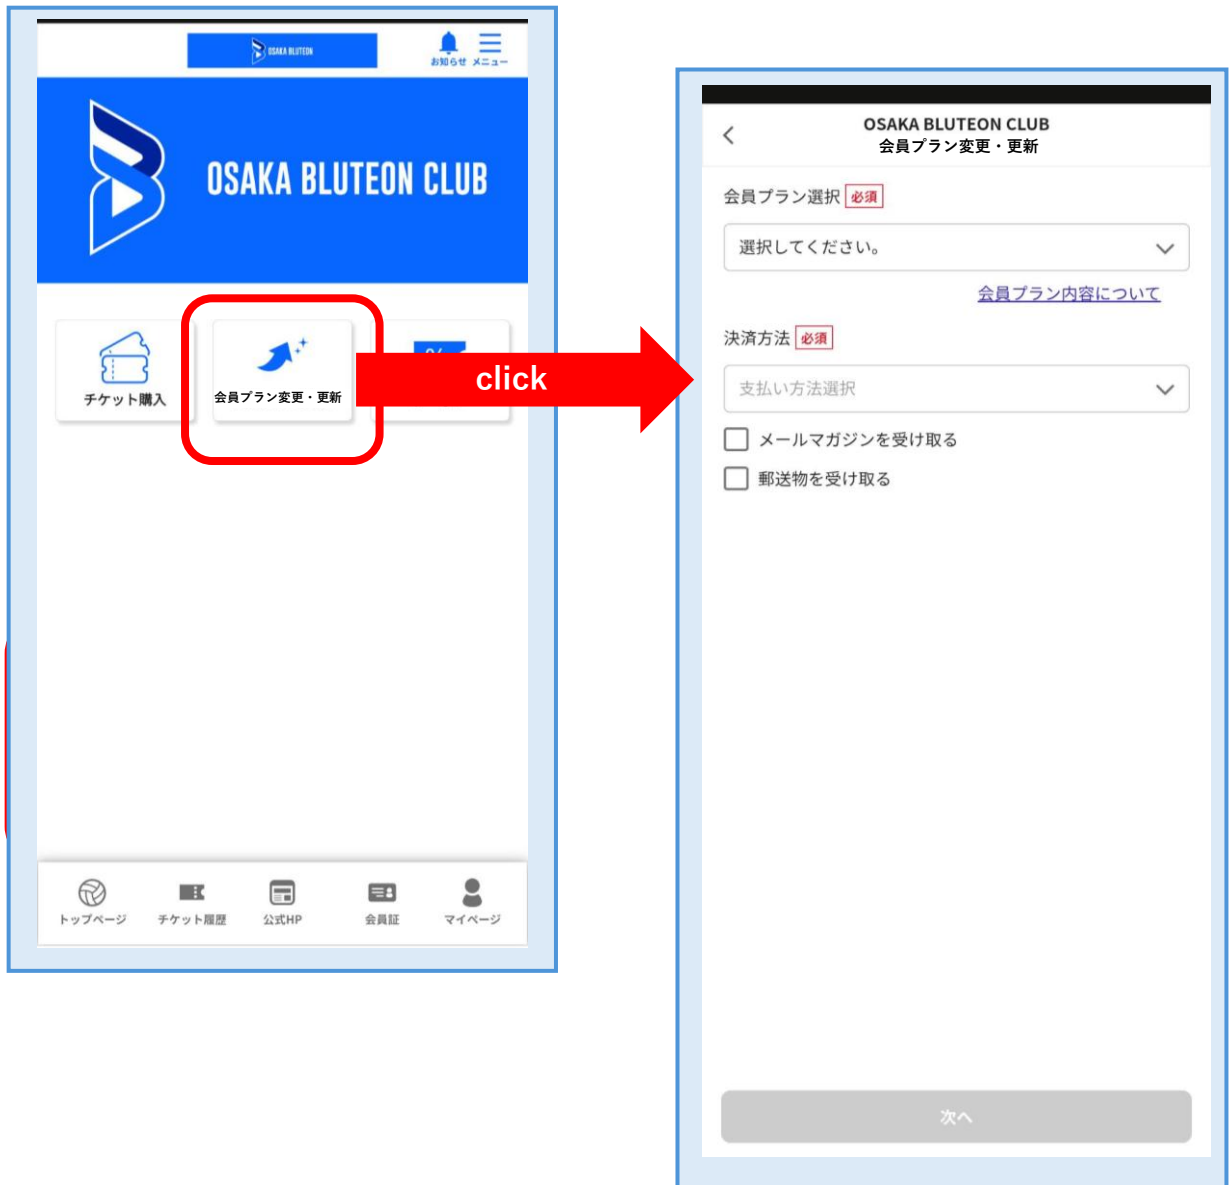 OSAKA BLUTEON
お知らせ メニュー
OSAKA BLUTEON CLUB
チケット購入
会員プラン変更・更新
click
トップページ
チケット履歴
公式HP
会員証
マイページ
OSAKA BLUTEON CLUB
会員プラン変更・更新
会員プラン選択 必須
選択してください。
会員プラン内容について
決済方法 必須
支払い方法選択
メールマガジンを受け取る
郵送物を受け取る
次へ